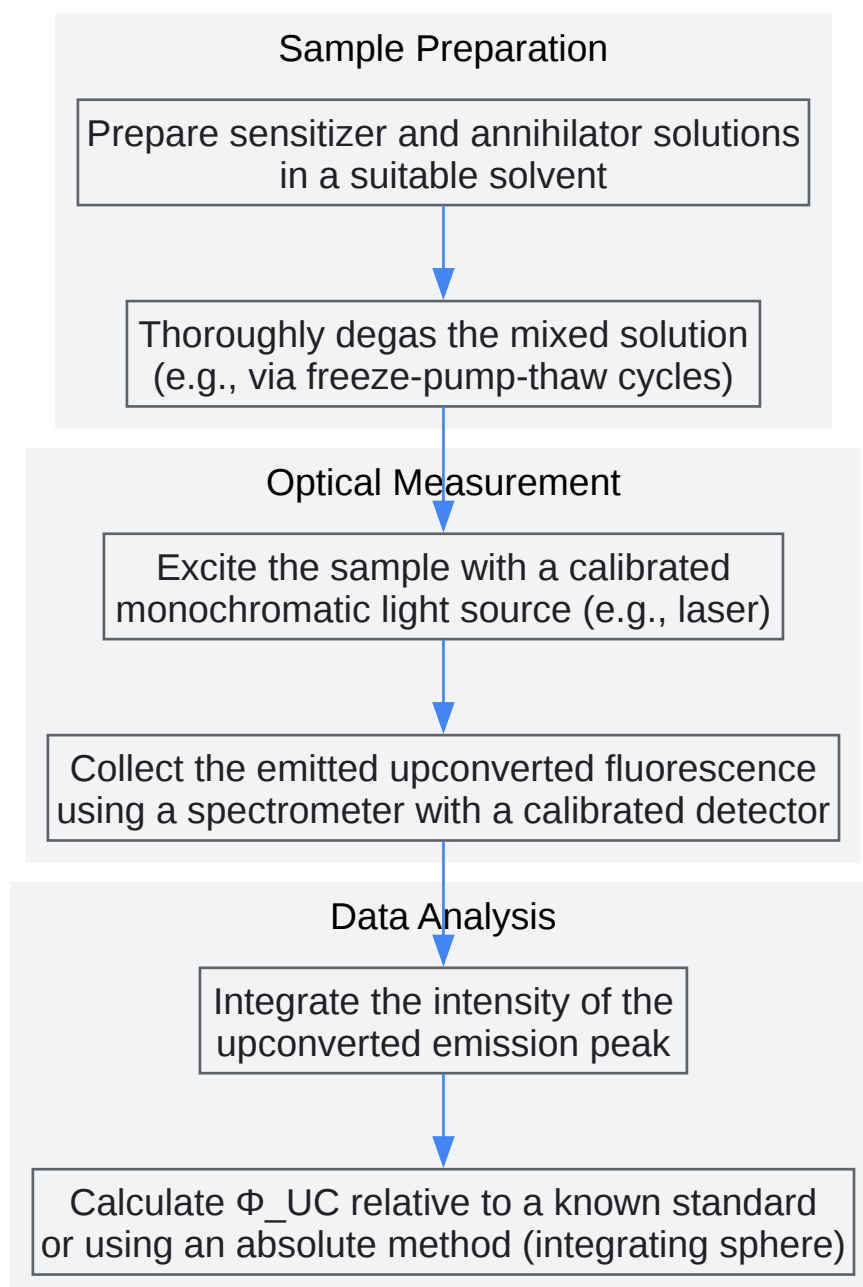 Sample Preparation
Prepare sensitizer and annihilator solutions
in a suitable solvent
Thoroughly degas the mixed solution
(e.g., via freeze-pump-thaw cycles)
Optical Measurement
Excite the sample with a calibrated
monochromatic light source (e.g., laser)
Collect the emitted upconverted fluorescence
using a spectrometer with a calibrated detector
Data Analysis
Integrate the intensity of the
upconverted emission peak
Calculate Φ_UC relative to a known standard
or using an absolute method (integrating sphere)